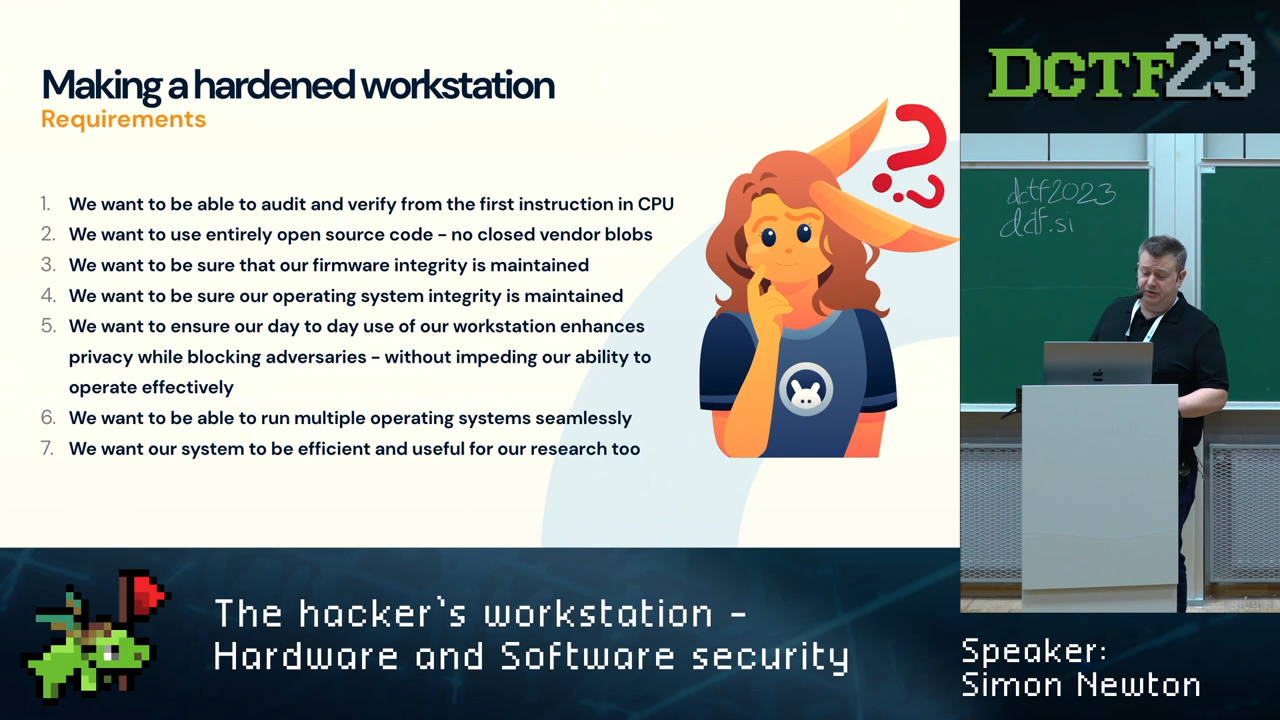 Making a hardened workstation
Requirements
1. We want to be able to audit and verify from the first instruction in CPU
2. We want to use entirely open source code - no closed vendor blobs
3. We want to be sure that our firmware integrity is maintained
4. We want to be sure our operating system integrity is maintained
5. We want to ensure our day to day use of our workstation enhances
privacy while blocking adversaries - without impeding our ability to
operate effectively
6. We want to be able to run multiple operating systems seamlessly
7. We want our system to be efficient and useful for our research too
DCTF23
dctf2023
dctf.si
The hacker`s workstation -
Hardware and Software security
Speaker:
Simon Newton